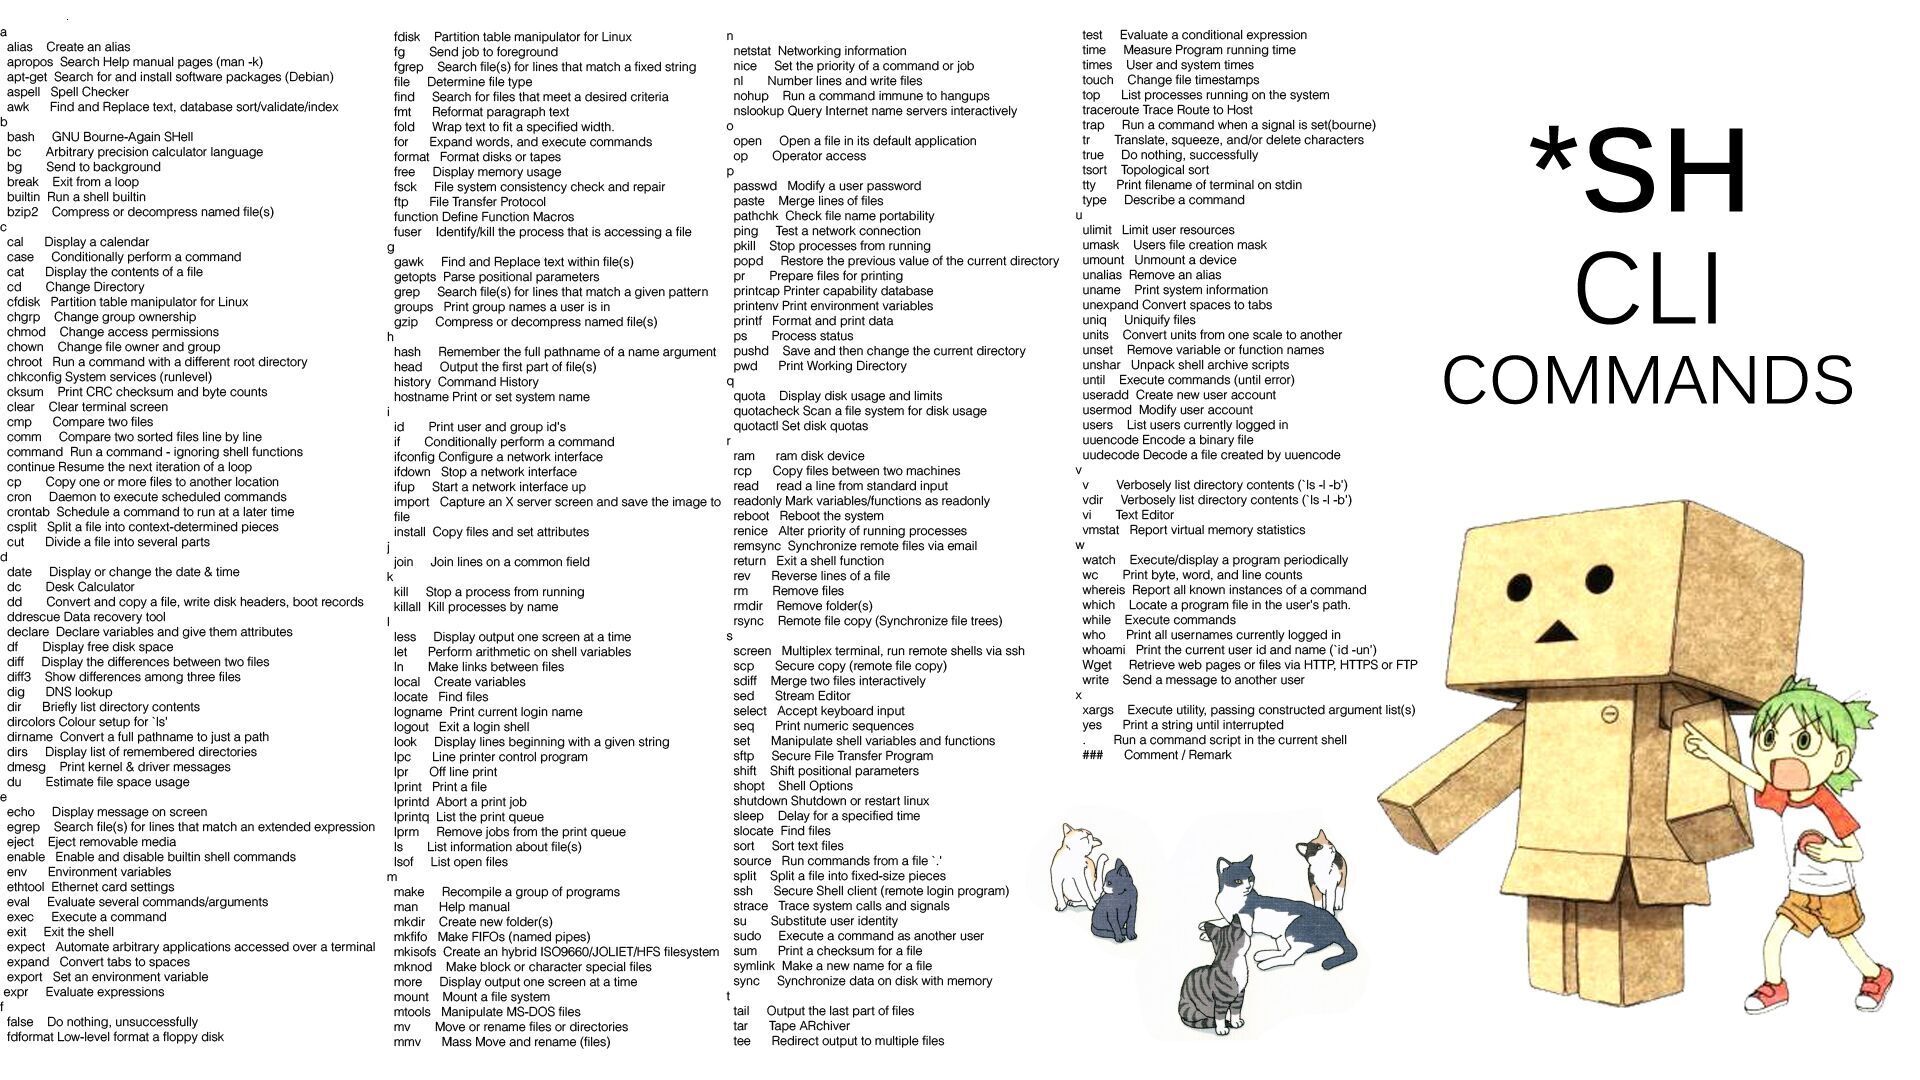 a
alias Create an alias
apropos Search Help manual pages (man -k)
apt-get Search for and install software packages (Debian)
aspell Spell Checker
awk Find and Replace text, database sort/validate/index
b
bash GNU Bourne-Again SHell
bc Arbitrary precision calculator language
bg Send to background
break Exit from a loop
builtin Run a shell builtin
bzip2 Compress or decompress named file(s)
c
cal Display a calendar
case Conditionally perform a command
cat Display the contents of a file
cd Change Directory
cfdisk Partition table manipulator for Linux
chgrp Change group ownership
chmod Change access permissions
chown Change file owner and group
chroot Run a command with a different root directory
chkconfig System services (runlevel)
cksum Print CRC checksum and byte counts
clear Clear terminal screen
cmp Compare two files
comm Compare two sorted files line by line
command Run a command - ignoring shell functions
continue Resume the next iteration of a loop
cp Copy one or more files to another location
cron Daemon to execute scheduled commands
crontab Schedule a command to run at a later time
csplit Split a file into context-determined pieces
cut Divide a file into several parts
d
date Display or change the date & time
dc Desk Calculator
dd Convert and copy a file, write disk headers, boot records
ddrescue Data recovery tool
declare Declare variables and give them attributes
df Display free disk space
diff Display the differences between two files
diff3 Show differences among three files
dig DNS lookup
dir Briefly list directory contents
dircolors Colour setup for `ls'
dirname Convert a full pathname to just a path
dirs Display list of remembered directories
dmesg Print kernel & driver messages
du Estimate file space usage
e
echo Display message on screen
egrep Search file(s) for lines that match an extended expression
eject Eject removable media
enable Enable and disable builtin shell commands
env Environment variables
ethtool Ethernet card settings
eval Evaluate several commands/arguments
exec Execute a command
exit Exit the shell
expect Automate arbitrary applications accessed over a terminal
expand Convert tabs to spaces
export Set an environment variable
expr Evaluate expressions
f
false Do nothing, unsuccessfully
fdformat Low-level format a floppy disk
fdisk Partition table manipulator for Linux
fg Send job to foreground
fgrep Search file(s) for lines that match a fixed string
file Determine file type
find Search for files that meet a desired criteria
fmt Reformat paragraph text
fold Wrap text to fit a specified width.
for Expand words, and execute commands
format Format disks or tapes
free Display memory usage
fsck File system consistency check and repair
ftp File Transfer Protocol
function Define Function Macros
fuser Identify/kill the process that is accessing a file
g
gawk Find and Replace text within file(s)
getopts Parse positional parameters
grep Search file(s) for lines that match a given pattern
groups Print group names a user is in
gzip Compress or decompress named file(s)
h
hash Remember the full pathname of a name argument
head Output the first part of file(s)
history Command History
hostname Print or set system name
i
id Print user and group id's
if Conditionally perform a command
ifconfig Configure a network interface
ifdown Stop a network interface
ifup Start a network interface up
import Capture an X server screen and save the image to
file
install Copy files and set attributes
j
join Join lines on a common field
k
kill Stop a process from running
killall Kill processes by name
l
less Display output one screen at a time
let Perform arithmetic on shell variables
ln Make links between files
local Create variables
locate Find files
logname Print current login name
logout Exit a login shell
look Display lines beginning with a given string
lpc Line printer control program
lpr Off line print
lprint Print a file
lprintd Abort a print job
lprintq List the print queue
lprm Remove jobs from the print queue
ls List information about file(s)
lsof List open files
m
make Recompile a group of programs
man Help manual
mkdir Create new folder(s)
mkfifo Make FIFOs (named pipes)
mkisofs Create an hybrid ISO9660/JOLIET/HFS filesystem
mknod Make block or character special files
more Display output one screen at a time
mount Mount a file system
mtools Manipulate MS-DOS files
mv Move or rename files or directories
mmv Mass Move and rename (files)
n
netstat Networking information
nice Set the priority of a command or job
nl Number lines and write files
nohup Run a command immune to hangups
nslookup Query Internet name servers interactively
o
open Open a file in its default application
op Operator access
p
passwd Modify a user password
paste Merge lines of files
pathchk Check file name portability
ping Test a network connection
pkill Stop processes from running
popd Restore the previous value of the current directory
pr Prepare files for printing
printcap Printer capability database
printenv Print environment variables
printf Format and print data
ps Process status
pushd Save and then change the current directory
pwd Print Working Directory
q
quota Display disk usage and limits
quotacheck Scan a file system for disk usage
quotactl Set disk quotas
r
ram ram disk device
rcp Copy files between two machines
read read a line from standard input
readonly Mark variables/functions as readonly
reboot Reboot the system
renice Alter priority of running processes
remsync Synchronize remote files via email
return Exit a shell function
rev Reverse lines of a file
rm Remove files
rmdir Remove folder(s)
rsync Remote file copy (Synchronize file trees)
s
screen Multiplex terminal, run remote shells via ssh
scp Secure copy (remote file copy)
sdiff Merge two files interactively
sed Stream Editor
select Accept keyboard input
seq Print numeric sequences
set Manipulate shell variables and functions
sftp Secure File Transfer Program
shift Shift positional parameters
shopt Shell Options
shutdown Shutdown or restart linux
sleep Delay for a specified time
slocate Find files
sort Sort text files
source Run commands from a file `.'
split Split a file into fixed-size pieces
ssh Secure Shell client (remote login program)
strace Trace system calls and signals
su Substitute user identity
sudo Execute a command as another user
sum Print a checksum for a file
symlink Make a new name for a file
sync Synchronize data on disk with memory
t
tail Output the last part of files
tar Tape ARchiver
tee Redirect output to multiple files
test Evaluate a conditional expression
time Measure Program running time
times User and system times
touch Change file timestamps
top List processes running on the system
traceroute Trace Route to Host
trap Run a command when a signal is set(bourne)
tr Translate, squeeze, and/or delete characters
true Do nothing, successfully
tsort Topological sort
tty Print filename of terminal on stdin
type Describe a command
u
ulimit Limit user resources
umask Users file creation mask
umount Unmount a device
unalias Remove an alias
uname Print system information
unexpand Convert spaces to tabs
uniq Uniquify files
units Convert units from one scale to another
unset Remove variable or function names
unshar Unpack shell archive scripts
until Execute commands (until error)
useradd Create new user account
usermod Modify user account
users List users currently logged in
uuencode Encode a binary file
uudecode Decode a file created by uuencode
v
v Verbosely list directory contents (`ls -l -b')
vdir Verbosely list directory contents (`ls -l -b')
vi Text Editor
vmstat Report virtual memory statistics
w
watch Execute/display a program periodically
wc Print byte, word, and line counts
whereis Report all known instances of a command
which Locate a program file in the user's path.
while Execute commands
who Print all usernames currently logged in
whoami Print the current user id and name (`id -un')
Wget Retrieve web pages or files via HTTP, HTTPS or FTP
write Send a message to another user
x
xargs Execute utility, passing constructed argument list(s)
yes Print a string until interrupted
. Run a command script in the current shell
### Comment / Remark
*SH
CLI
COMMANDS